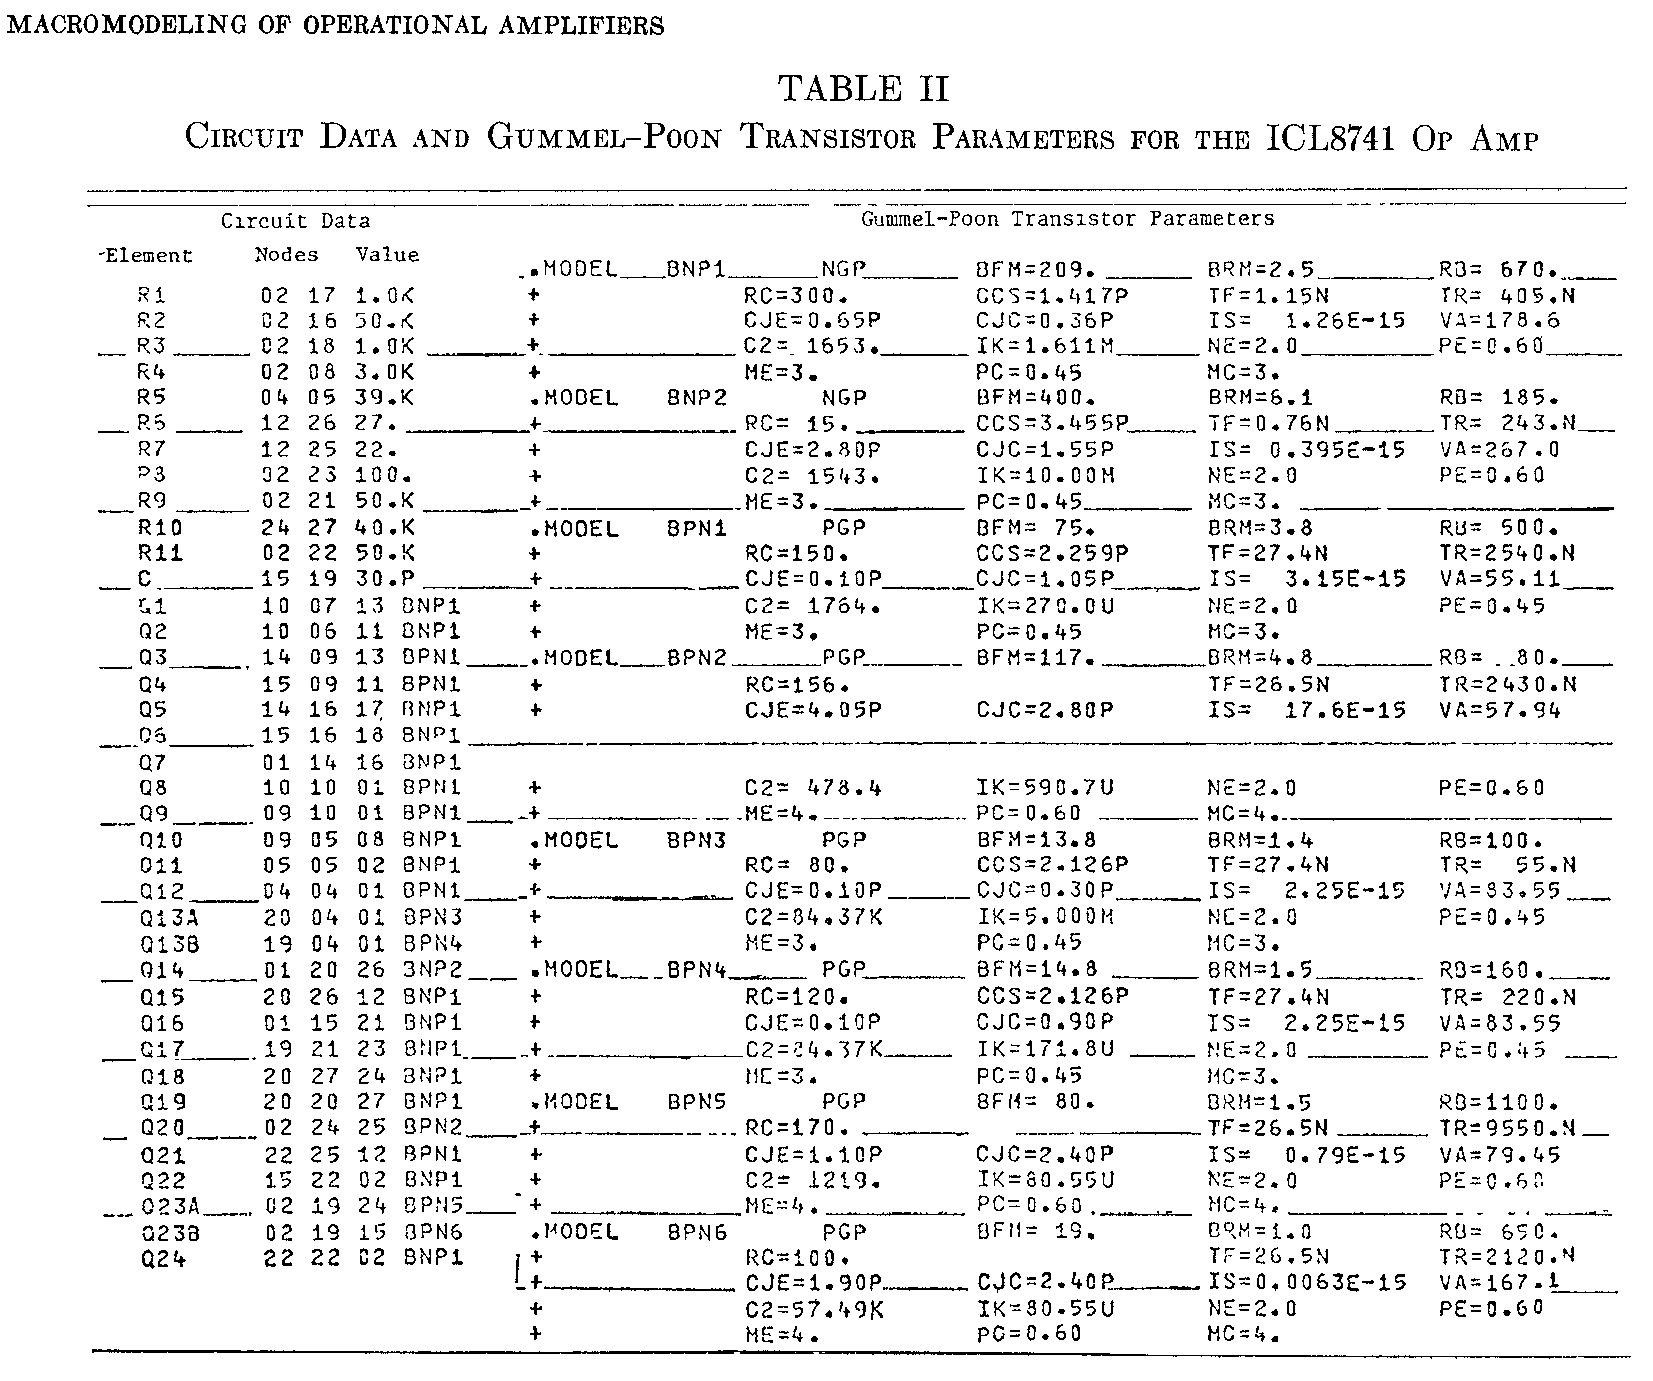 MACROMODELING OF OPERATIONAL AMPLIFIERS
TABLE II
CIRCUIT DATA AND GUMMEL-POON TRANSISTOR PARAMETERS FOR THE ICL8741 OP AMP
Circuit Data Gummel-Poon Transistor Parameters
Element Nodes Value
.MODEL BNP1 NGP BFM=209. BRM=2.5 RB= 670.
R1 02 17 1.0K + RC=300. CCS=1.417P TF=1.15N TR= 405.N
R2 02 16 50.K + CJE=0.65P CJC=0.36P IS= 1.26E-15 VA=178.6
R3 02 18 1.0K + C2= 1653. IK=1.611M NE=2.0 PE=0.60
R4 02 08 3.0K + ME=3. PC=0.45 MC=3.
R5 04 05 39.K .MODEL BNP2 NGP BFM=400. BRM=6.1 RB= 185.
R6 12 26 27. + RC= 15. CCS=3.455P TF=0.76N TR= 243.N
R7 12 25 22. + CJE=2.80P CJC=1.55P IS= 0.395E-15 VA=267.0
R8 02 23 100. + C2= 1543. IK=10.00M NE=2.0 PE=0.60
R9 02 21 50.K + ME=3. PC=0.45 MC=3.
R10 24 27 40.K .MODEL BPN1 PGP BFM= 75. BRM=3.8 RB= 500.
R11 02 22 50.K + RC=150. CCS=2.259P TF=27.4N TR=2540.N
C 15 19 30.P + CJE=0.10P CJC=1.05P IS= 3.15E-15 VA=55.11
Q1 10 07 13 BNP1 + C2= 1764. IK=270.0U NE=2.0 PE=0.45
Q2 10 06 11 BNP1 + ME=3. PC=0.45 MC=3.
Q3 14 09 13 BPN1 .MODEL BPN2 PGP BFM=117. BRM=4.8 RB= 80.
Q4 15 09 11 BPN1 + RC=156. TF=26.5N TR=2430.N
Q5 14 16 17 BNP1 + CJE=4.05P CJC=2.80P IS= 17.6E-15 VA=57.94
Q6 15 16 18 BNP1
Q7 01 14 16 BNP1
Q8 10 10 01 BPN1 + C2= 478.4 IK=590.7U NE=2.0 PE=0.60
Q9 09 10 01 BPN1 + ME=4. PC=0.60 MC=4.
Q10 09 05 08 BNP1 .MODEL BPN3 PGP BFM=13.8 BRM=1.4 RB=100.
Q11 05 05 02 BNP1 + RC= 80. CCS=2.126P TF=27.4N TR= 55.N
Q12 04 04 01 BPN1 + CJE=0.10P CJC=0.30P IS= 2.25E-15 VA=83.55
Q13A 20 04 01 BPN3 + C2=84.37K IK=5.000M NE=2.0 PE=0.45
Q13B 19 04 01 BPN4 + ME=3. PC=0.45 MC=3.
Q14 01 20 26 BNP2 .MODEL BPN4 PGP BFM=14.8 BRM=1.5 RB=160.
Q15 20 26 12 BNP1 + RC=120. CCS=2.126P TF=27.4N TR= 220.N
Q16 01 15 21 BNP1 + CJE=0.10P CJC=0.90P IS= 2.25E-15 VA=83.55
Q17 19 21 23 BNP1 + C2=84.37K IK=171.8U NE=2.0 PE=0.45
Q18 20 27 24 BNP1 + ME=3. PC=0.45 MC=3.
Q19 20 20 27 BNP1 .MODEL BPN5 PGP BFM= 80. BRM=1.5 RB=1100.
Q20 02 24 25 BPN2 + RC=170. TF=26.5N TR=9550.N
Q21 22 25 12 BPN1 + CJE=1.10P CJC=2.40P IS= 0.79E-15 VA=79.45
Q22 15 22 02 BNP1 + C2= 1219. IK=80.55U NE=2.0 PE=0.60
Q23A 02 19 24 BPN5 + ME=4. PC=0.60 MC=4.
Q23B 02 19 15 BPN6 .MODEL BPN6 PGP BFM= 19. BRM=1.0 RB= 650.
Q24 22 22 02 BNP1 + RC=100. TF=26.5N TR=2120.N
+ CJE=1.90P CJC=2.40P IS=0.0063E-15 VA=167.1
+ C2=57.49K IK=80.55U NE=2.0 PE=0.60
+ ME=4. PC=0.60 MC=4.